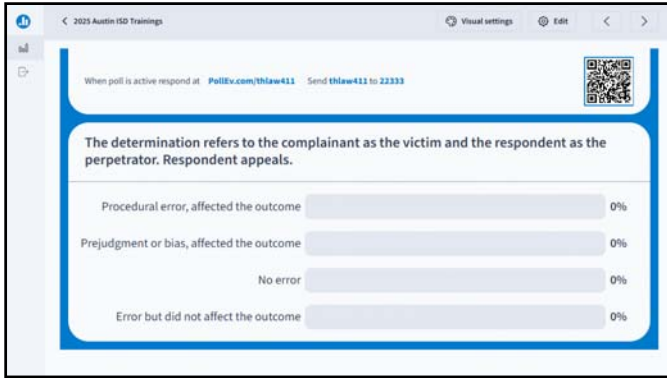 2025 Austin ISD Trainings
Visual settings
Edit
When poll is active respond at PollEv.com/thlaw411 Send thlaw411 to 22333
The determination refers to the complainant as the victim and the respondent as the
perpetrator. Respondent appeals.
Procedural error, affected the outcome 0%
Prejudgment or bias, affected the outcome 0%
No error 0%
Error but did not affect the outcome 0%